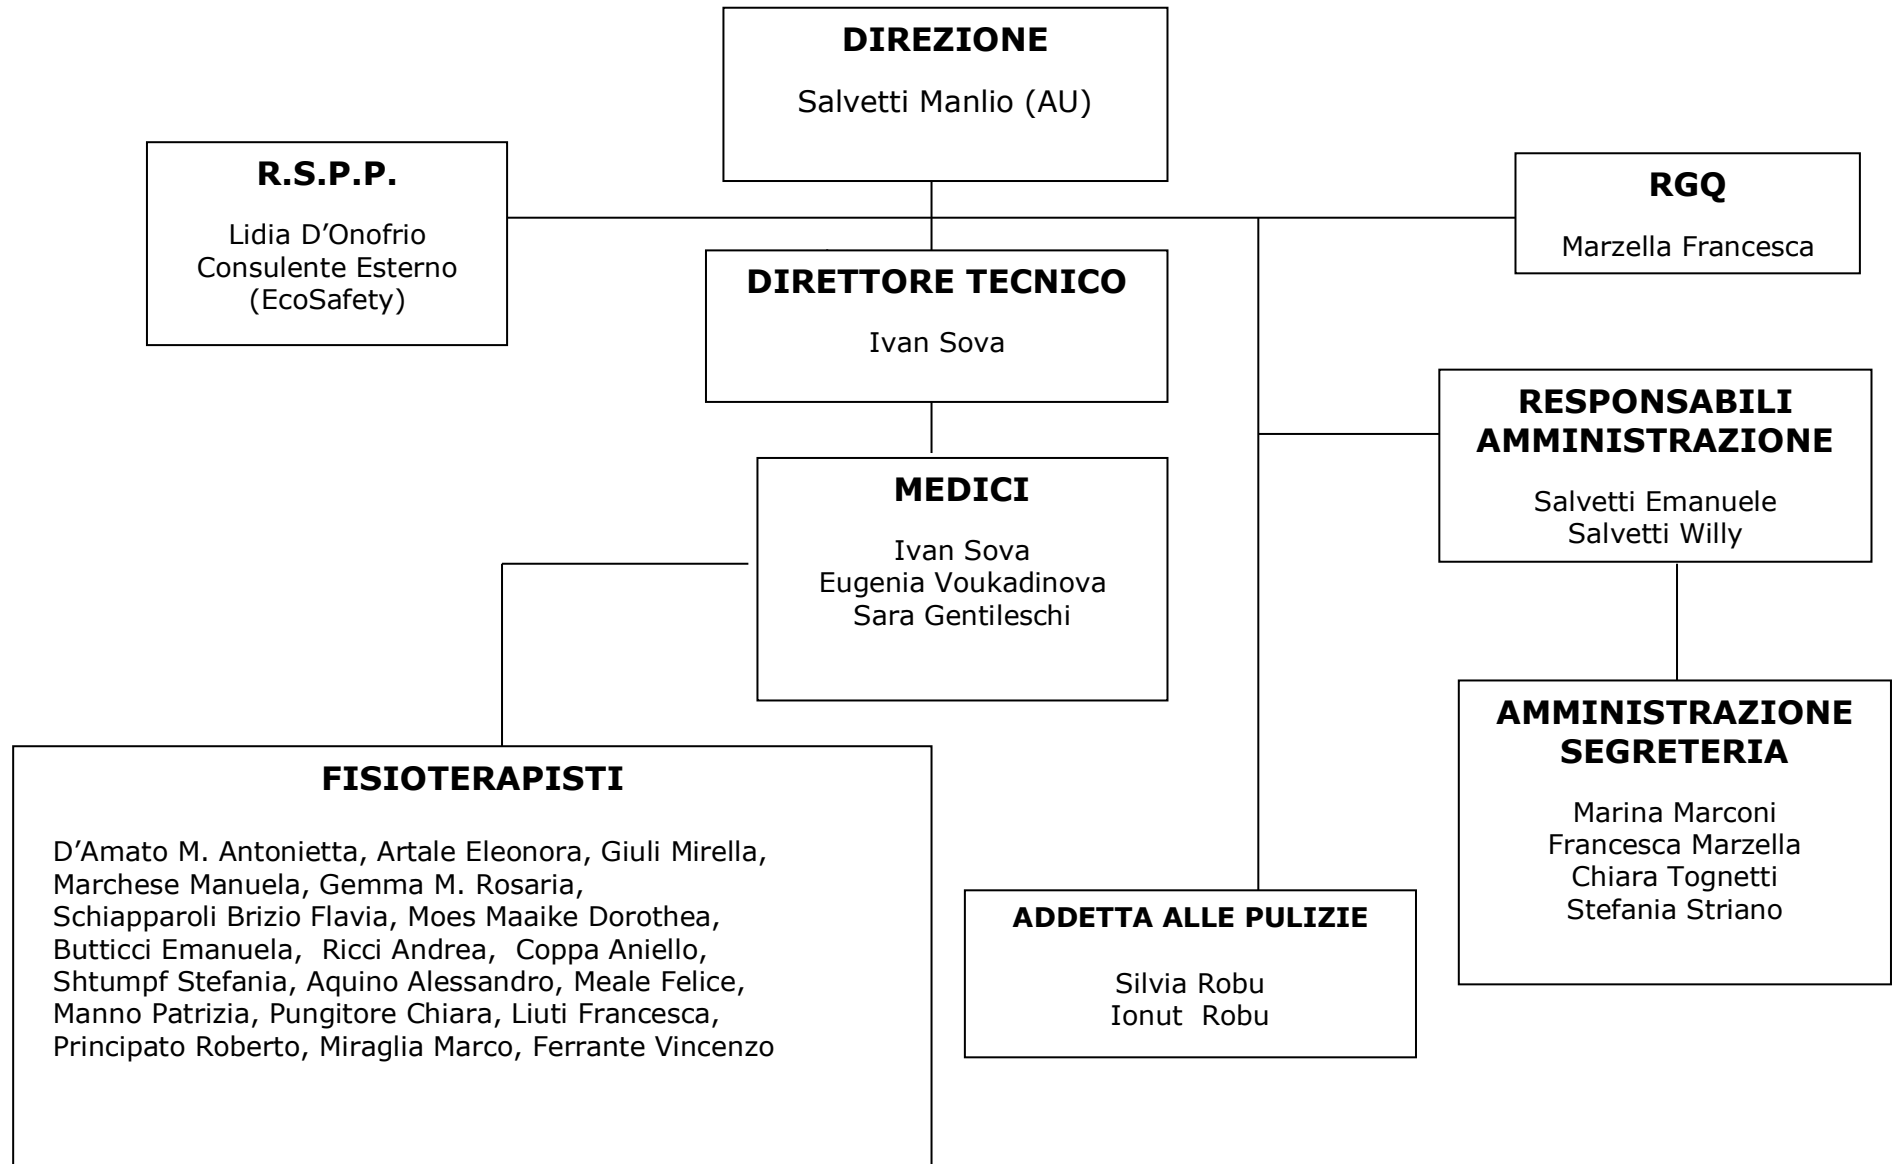 DIREZIONE
Salvetti Manlio (AU)
R.S.P.P.
Lidia D’Onofrio
Consulente Esterno
(EcoSafety)
RGQ
Marzella Francesca
DIRETTORE TECNICO
Ivan Sova
RESPONSABILI
AMMINISTRAZIONE
Salvetti Emanuele
Salvetti Willy
MEDICI
Ivan Sova
Eugenia Voukadinova
Sara Gentileschi
AMMINISTRAZIONE
SEGRETERIA
Marina Marconi
Francesca Marzella
Chiara Tognetti
Stefania Striano
FISIOTERAPISTI
D’Amato M. Antonietta, Artale Eleonora, Giuli Mirella,
Marchese Manuela, Gemma M. Rosaria,
Schiapparoli Brizio Flavia, Moes Maaike Dorothea,
Butticci Emanuela,  Ricci Andrea,  Coppa Aniello,
Shtumpf Stefania, Aquino Alessandro, Meale Felice,
Manno Patrizia, Pungitore Chiara, Liuti Francesca,
Principato Roberto, Miraglia Marco, Ferrante Vincenzo
ADDETTA ALLE PULIZIE
Silvia Robu
Ionut  Robu